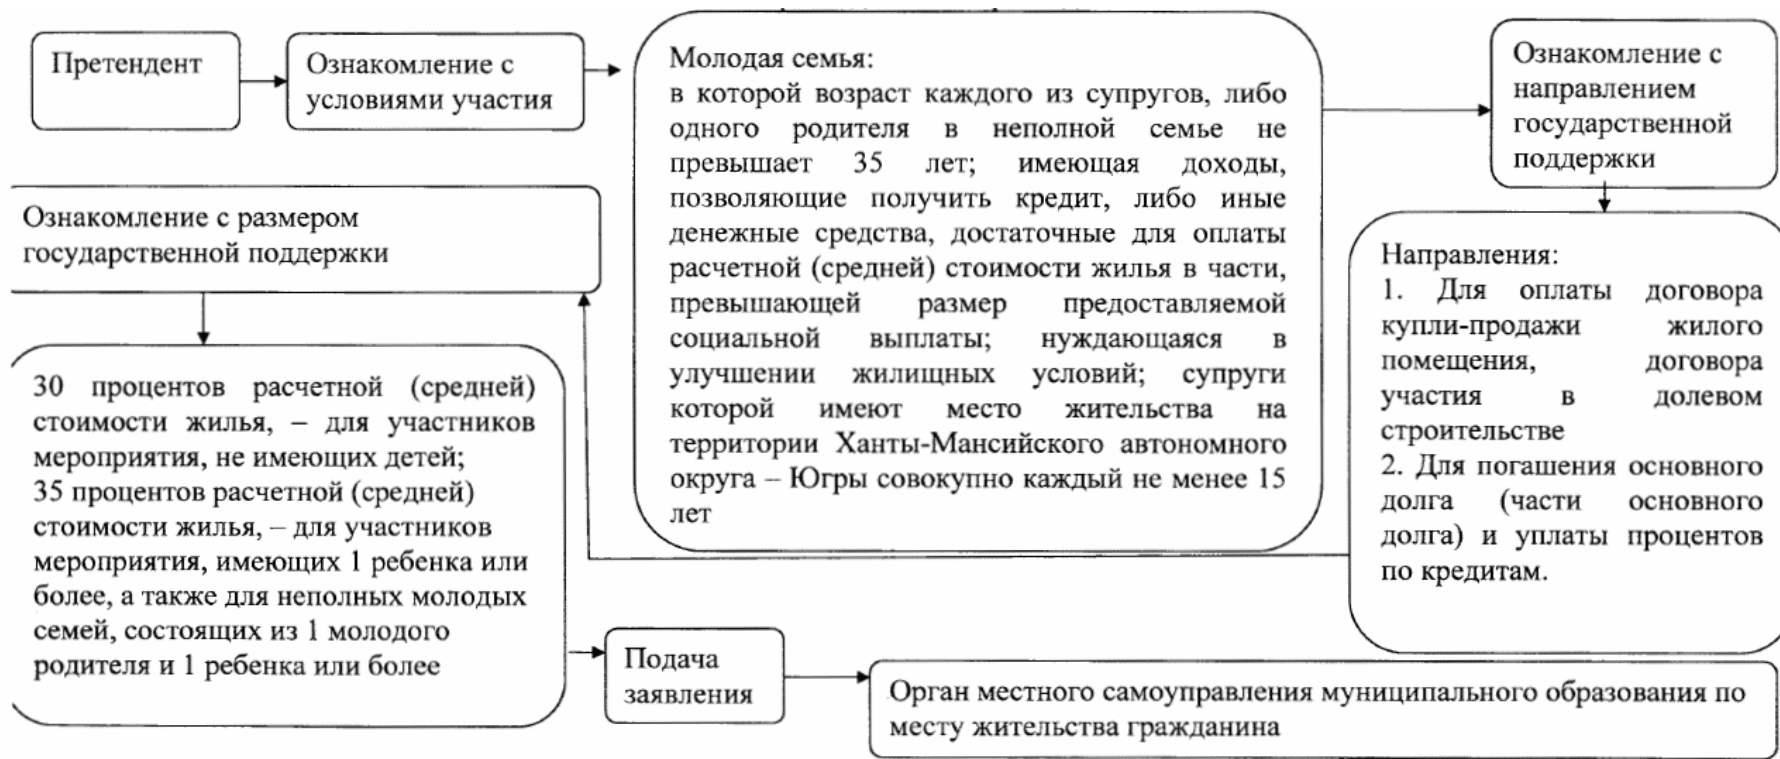 Претендент
Ознакомление с
условиями участия
Молодая семья:
в которой возраст каждого из супругов, либо
одного родителя в неполной семье не
превышает 35 лет; имеющая доходы,
позволяющие получить кредит, либо иные
денежные средства, достаточные для оплаты
расчетной (средней) стоимости жилья в части,
превышающей размер предоставляемой
социальной выплаты; нуждающаяся в
улучшении жилищных условий; супруги
которой имеют место жительства на
территории Ханты-Мансийского автономного
округа – Югры совокупно каждый не менее 15
лет
Ознакомление с
направлением
государственной
поддержки
Направления:
1. Для оплаты договора
купли-продажи жилого
помещения, договора
участия в долевом
строительстве
2. Для погашения основного
долга (части основного
долга) и уплаты процентов
по кредитам.
Ознакомление с размером
государственной поддержки
30 процентов расчетной (средней)
стоимости жилья, – для участников
мероприятия, не имеющих детей;
35 процентов расчетной (средней)
стоимости жилья, – для участников
мероприятия, имеющих 1 ребенка или
более, а также для неполных молодых
семей, состоящих из 1 молодого
родителя и 1 ребенка или более
Подача
заявления
Орган местного самоуправления муниципального образования по
месту жительства гражданина